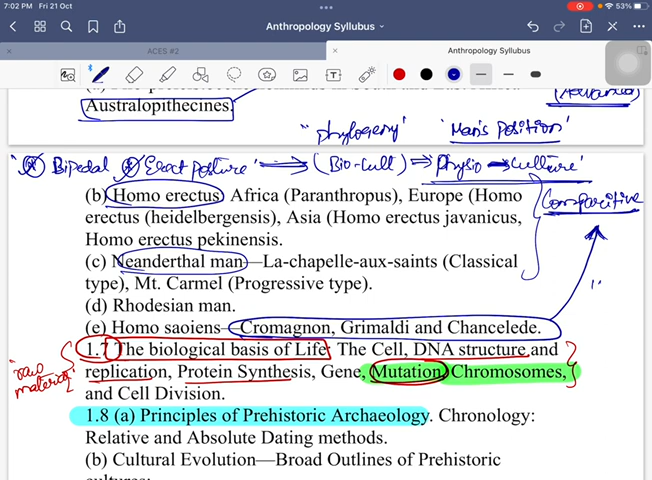 7:02 PM Fri 21 Oct
53%
Anthropology Syllabus
ACES #2
Anthropology Syllabus
(Advanced)
Australopithecines.
"phylogeny" "Man's position"
Bipedal Erect posture ⇒ (Bio-Cult) ⇒ Physio → Culture'
(b) Homo erectus: Africa (Paranthropus), Europe (Homo
erectus (heidelbergensis), Asia (Homo erectus javanicus,
Homo erectus pekinensis.
Comparitive
(c) Neanderthal man—La-chapelle-aux-saints (Classical
type), Mt. Carmel (Progressive type).
(d) Rhodesian man.
(e) Homo saoiens—Cromagnon, Grimaldi and Chancelede.
1.7 The biological basis of Life: The Cell, DNA structure and
replication, Protein Synthesis, Gene, Mutation, Chromosomes,
"raw material"
and Cell Division.
1.8 (a) Principles of Prehistoric Archaeology. Chronology:
Relative and Absolute Dating methods.
(b) Cultural Evolution—Broad Outlines of Prehistoric
cultures: